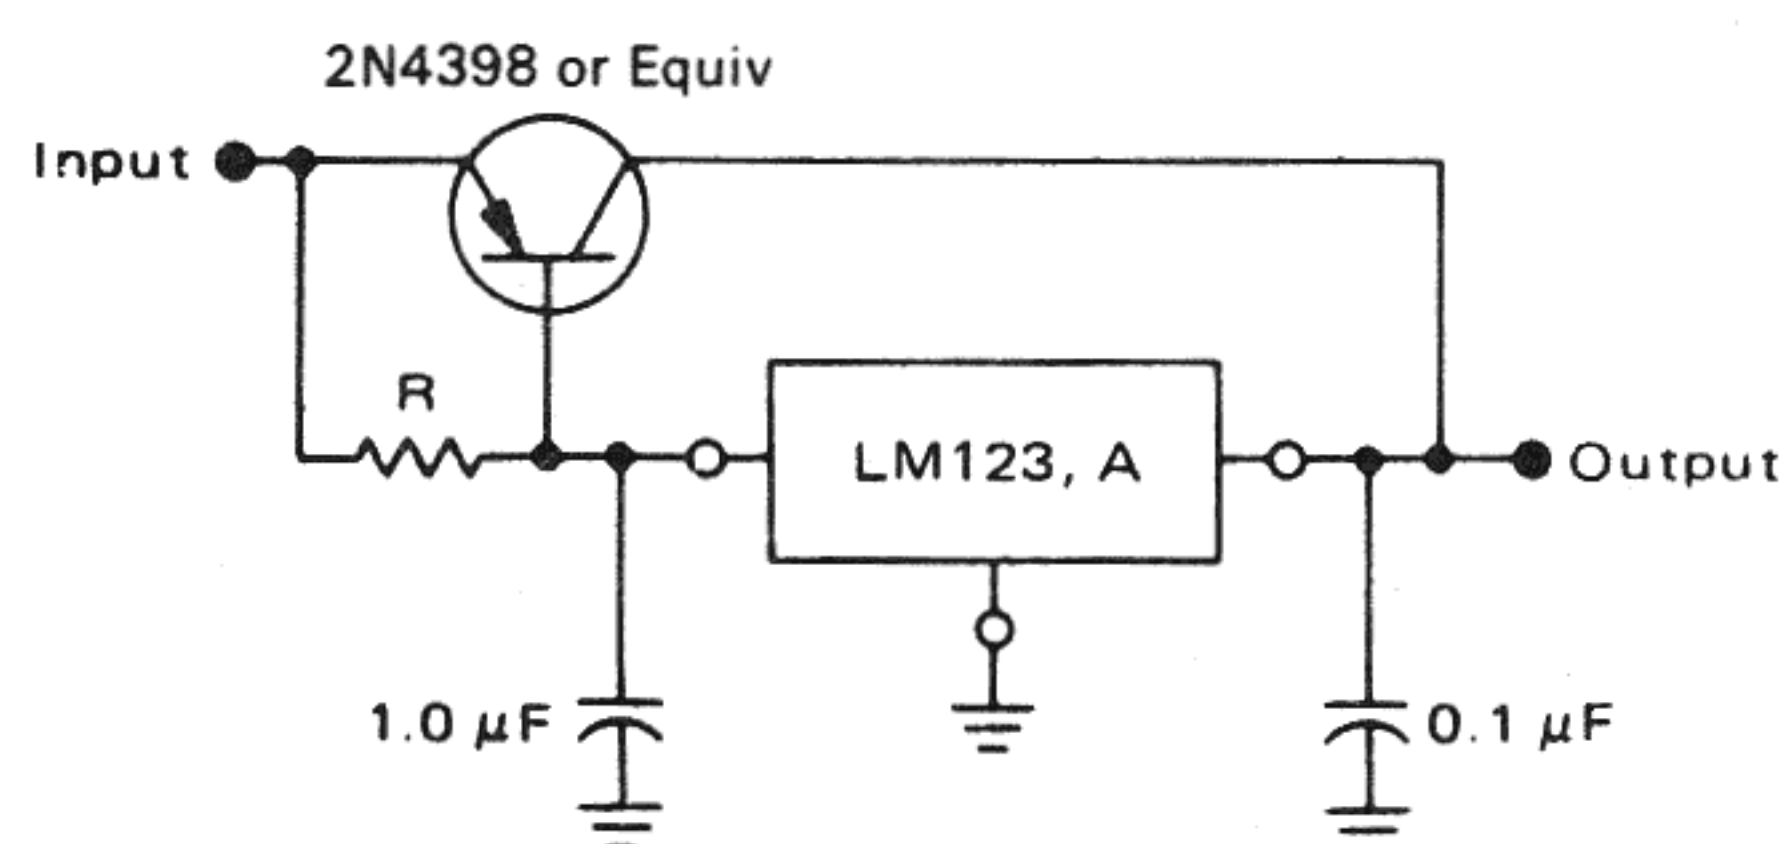 2N4398 or Equiv
Input
R
LM123, A
Output
1.0 µF
0.1 µF